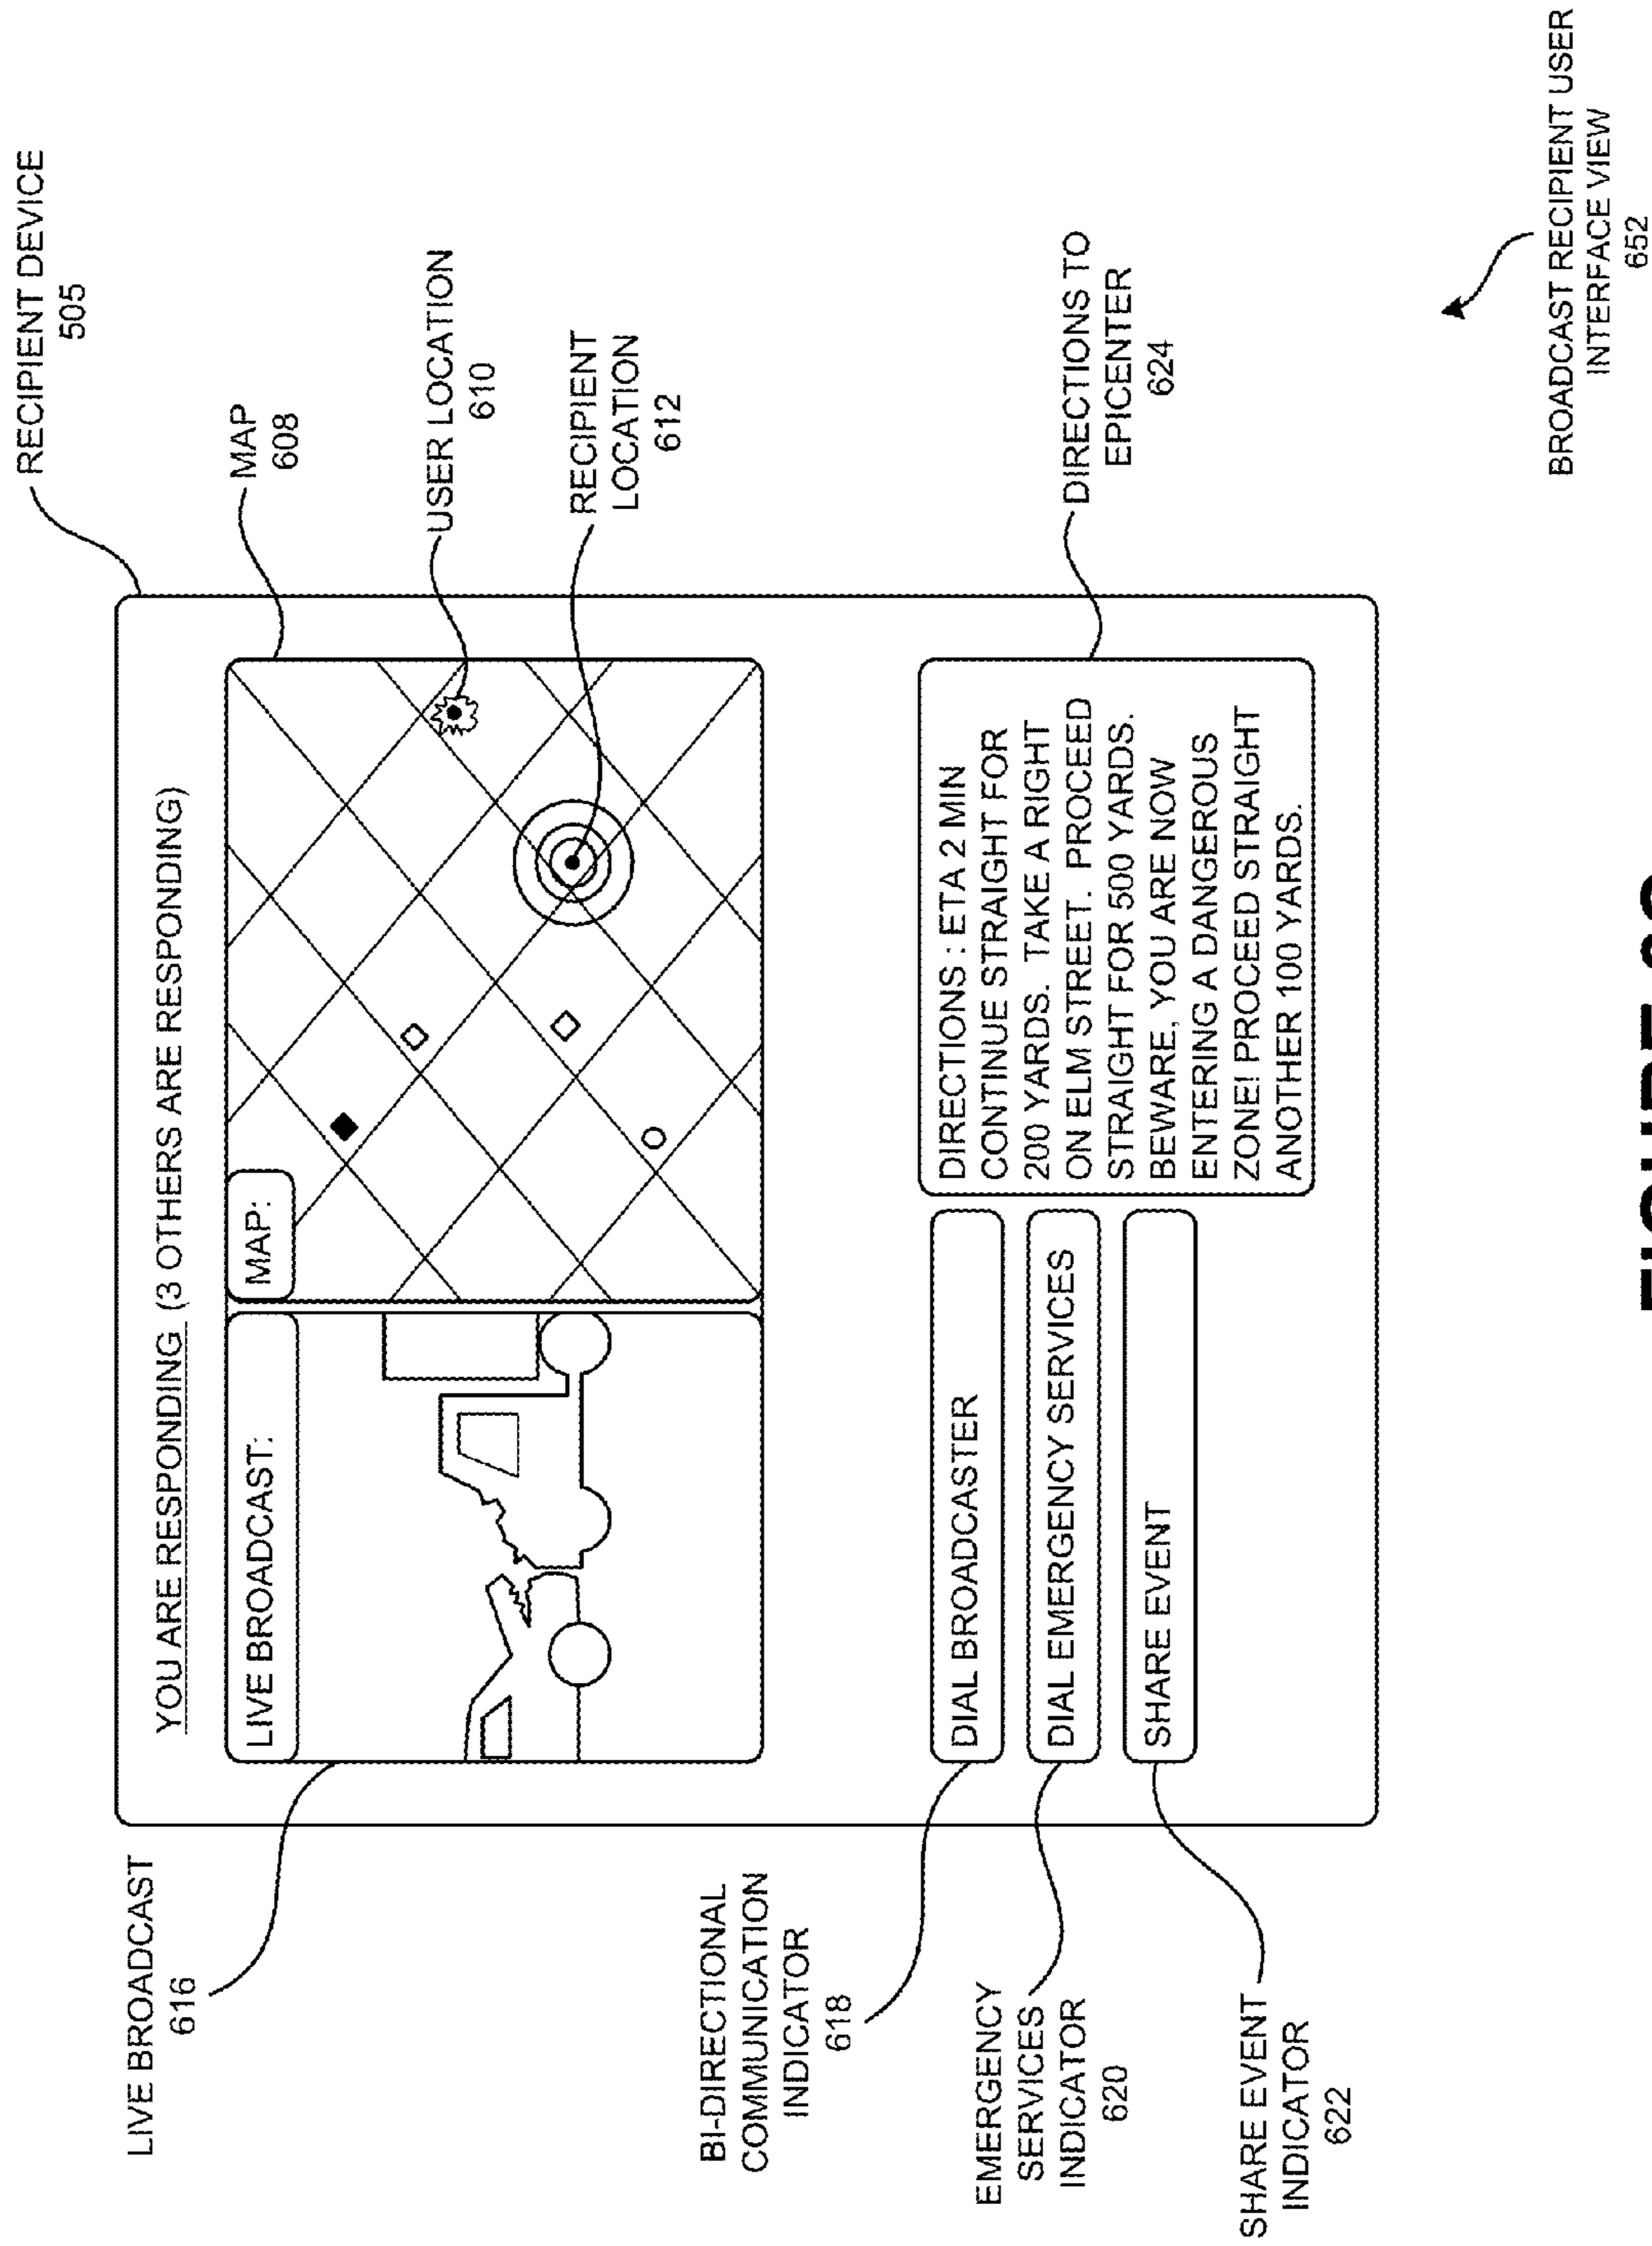 RECIPIENT DEVICE
505
LIVE BROADCAST
616
YOU ARE RESPONDING (3 OTHERS ARE RESPONDING)
LIVE BROADCAST:
MAP:
MAP
608
USER LOCATION
610
RECIPIENT
LOCATION
612
BI-DIRECTIONAL
COMMUNICATION
INDICATOR
618
DIAL BROADCASTER
EMERGENCY
SERVICES
INDICATOR
620
DIAL EMERGENCY SERVICES
SHARE EVENT
INDICATOR
622
SHARE EVENT
DIRECTIONS : ETA 2 MIN
CONTINUE STRAIGHT FOR
200 YARDS. TAKE A RIGHT
ON ELM STREET. PROCEED
STRAIGHT FOR 500 YARDS.
BEWARE, YOU ARE NOW
ENTERING A DANGEROUS
ZONE! PROCEED STRAIGHT
ANOTHER 100 YARDS.
DIRECTIONS TO
EPICENTER
624
BROADCAST RECIPIENT USER
INTERFACE VIEW
652
FIGURE